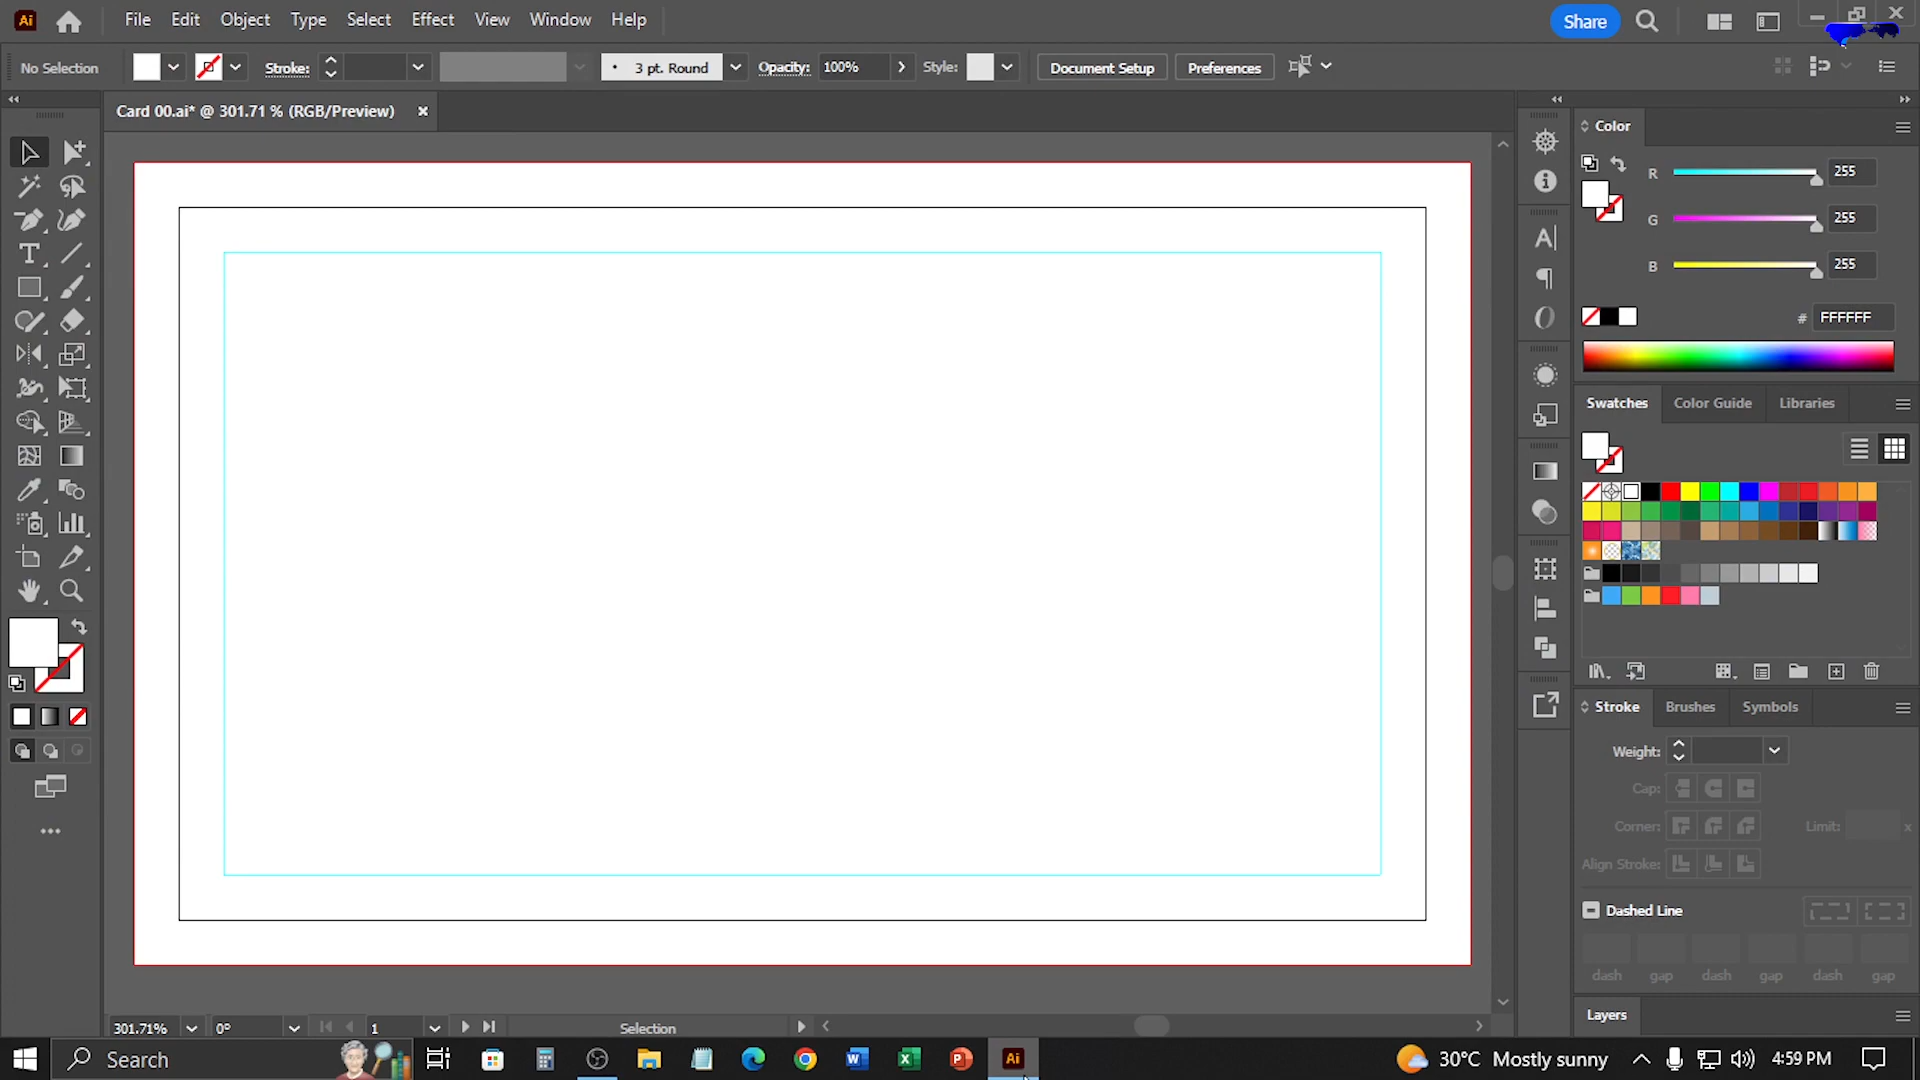 Ai File Edit Object Type Select Effect View Window Help Share
No Selection Stroke: 3 pt. Round Opacity: 100% Style: Document Setup Preferences
Card 00.ai* @ 301.71 % (RGB/Preview)
Color
R 255
G 255
B 255
# FFFFFF
Swatches Color Guide Libraries
Stroke Brushes Symbols
Weight:
Cap:
Corner: Limit: x
Align Stroke:
Dashed Line
dash gap dash gap dash gap
Layers
301.71% 0° 1 Selection
Search 30°C Mostly sunny 4:59 PM